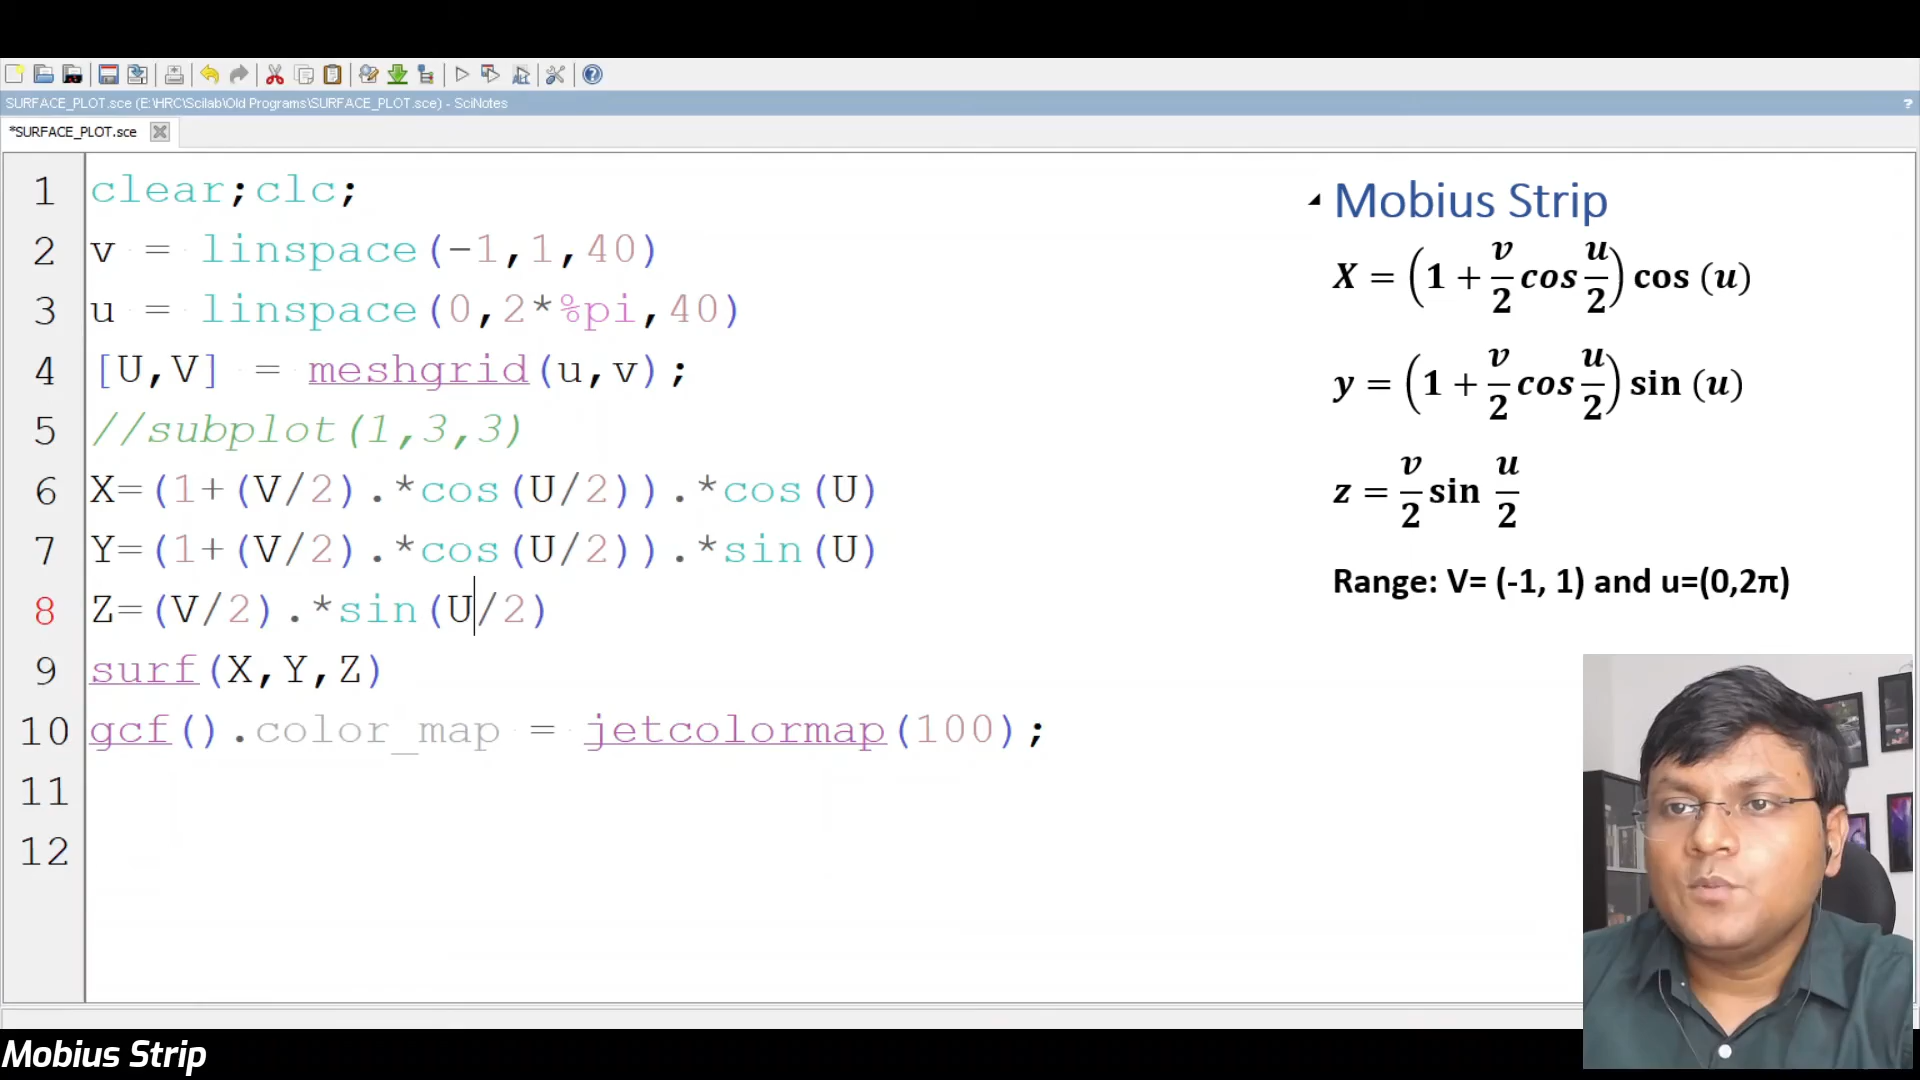 SURFACE_PLOT.sce (E:\HRC\Scilab\Old Programs\SURFACE_PLOT.sce) - SciNotes
?
*SURFACE_PLOT.sce
1 clear;clc;
2 v = linspace(-1,1,40)
3 u = linspace(0,2*%pi,40)
4 [U,V] = meshgrid(u,v);
5 //subplot(1,3,3)
6 X=(1+(V/2).*cos(U/2)).*cos(U)
7 Y=(1+(V/2).*cos(U/2)).*sin(U)
8 Z=(V/2).*sin(U/2)
9 surf(X,Y,Z)
10 gcf().color_map = jetcolormap(100);
11
12
Mobius Strip
X = (1 + v/2 cos u/2) cos (u)
y = (1 + v/2 cos u/2) sin (u)
z = v/2 sin u/2
Range: V= (-1, 1) and u=(0,2π)
Mobius Strip